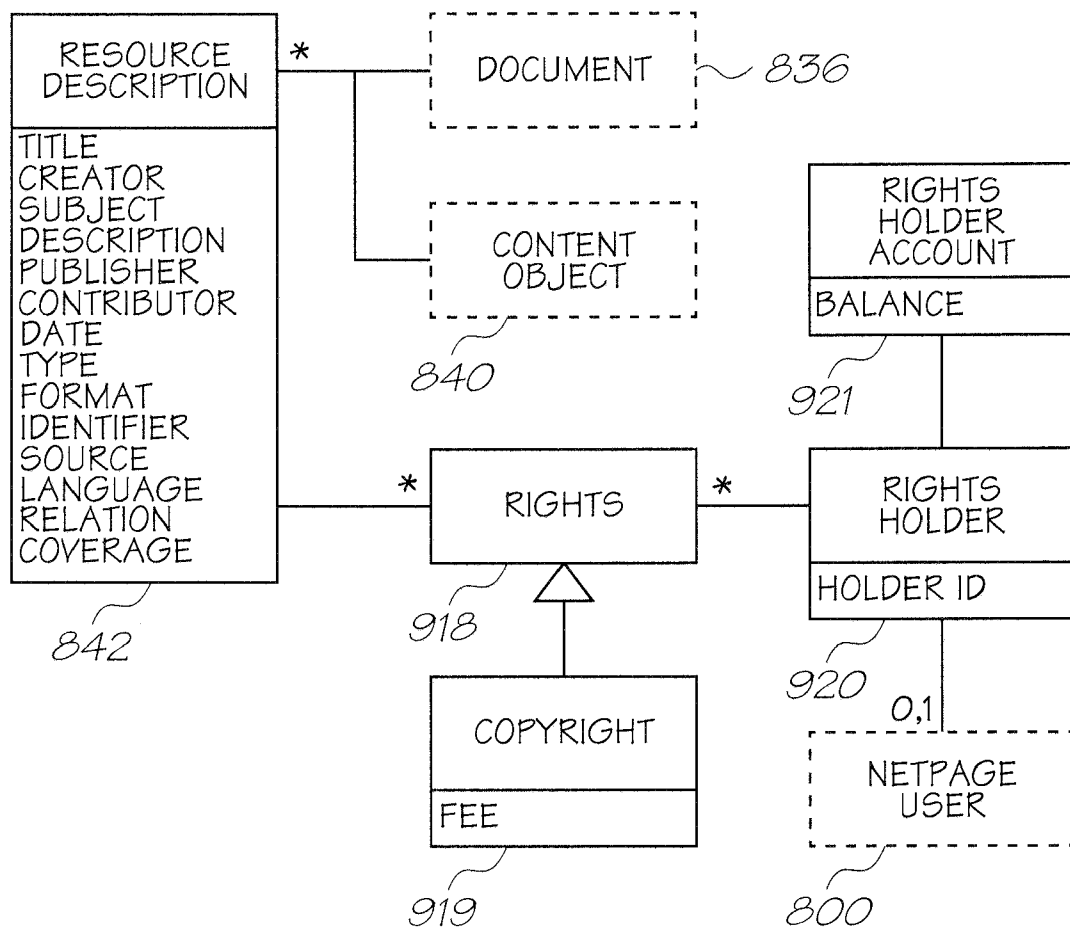 RESOURCE
DESCRIPTION
TITLE
CREATOR
SUBJECT
DESCRIPTION
PUBLISHER
CONTRIBUTOR
DATE
TYPE
FORMAT
IDENTIFIER
SOURCE
LANGUAGE
RELATION
COVERAGE
842
*
DOCUMENT
836
CONTENT
OBJECT
840
*
RIGHTS
*
918
COPYRIGHT
FEE
919
RIGHTS
HOLDER
ACCOUNT
BALANCE
921
RIGHTS
HOLDER
HOLDER ID
920
0,1
NETPAGE
USER
800